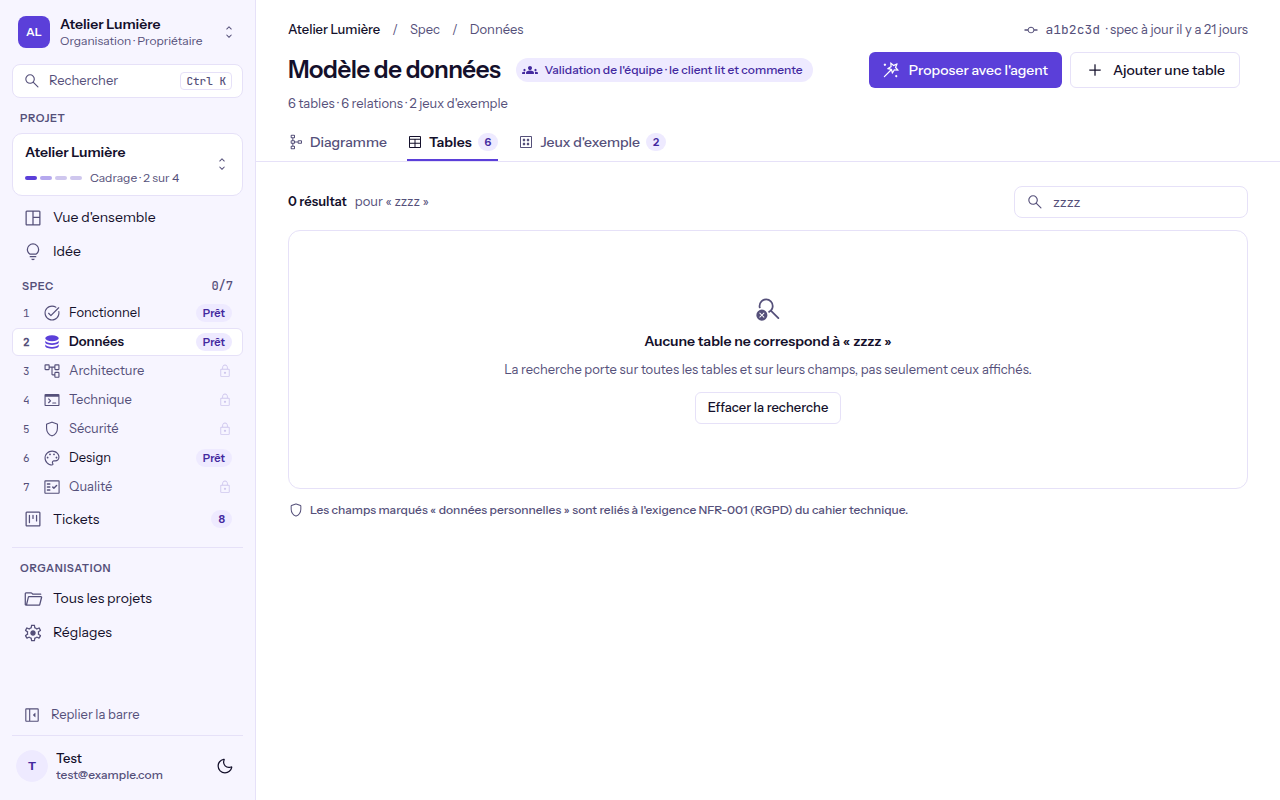 AL
Atelier Lumière
Organisation · Propriétaire
Rechercher
Ctrl K
PROJET
Atelier Lumière
Cadrage · 2 sur 4
Vue d'ensemble
Idée
SPEC 0/7
1 Fonctionnel Prêt
2 Données Prêt
3 Architecture
4 Technique
5 Sécurité
6 Design Prêt
7 Qualité
Tickets 8
ORGANISATION
Tous les projets
Réglages
Replier la barre
T
Test
test@example.com
Atelier Lumière / Spec / Données
a1b2c3d · spec à jour il y a 21 jours
Modèle de données
Validation de l'équipe · le client lit et commente
Proposer avec l'agent
Ajouter une table
6 tables · 6 relations · 2 jeux d'exemple
Diagramme
Tables 6
Jeux d'exemple 2
0 résultat pour « zzzz »
zzzz
Aucune table ne correspond à « zzzz »
La recherche porte sur toutes les tables et sur leurs champs, pas seulement ceux affichés.
Effacer la recherche
Les champs marqués « données personnelles » sont reliés à l'exigence NFR-001 (RGPD) du cahier technique.